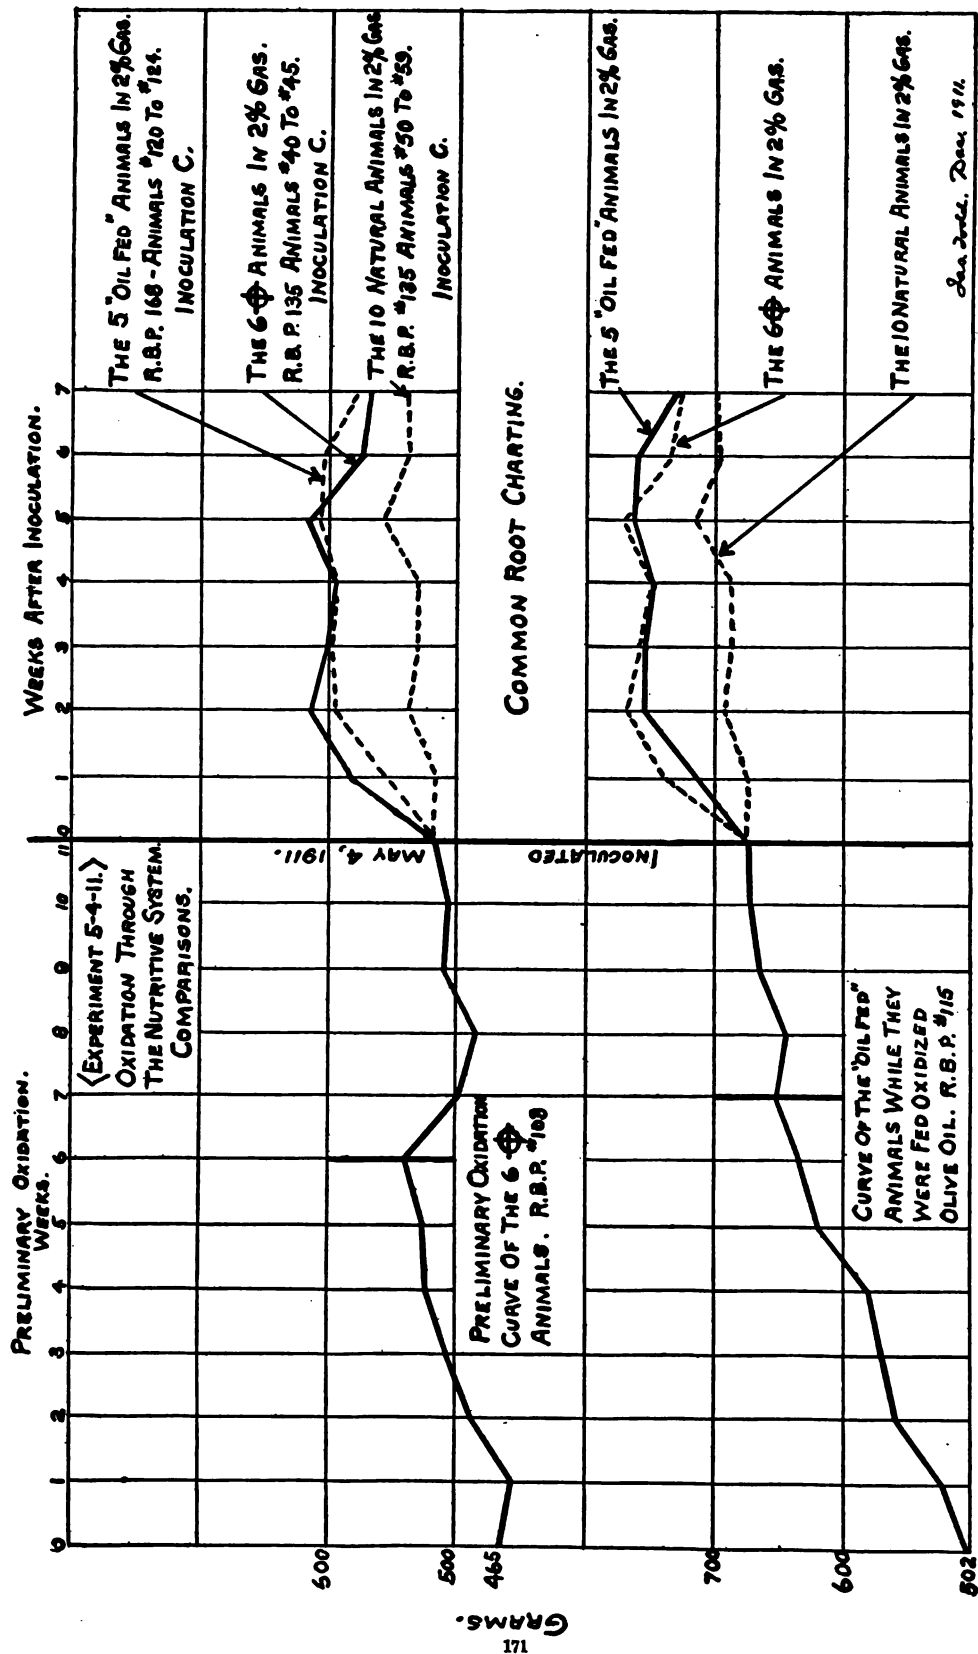 PRELIMINARY OXIDATION.
WEEKS.
0 1 2 3 4 5 6 7 8 9 10 11 0 1 2 3 4 5 6 7
WEEKS AFTER INOCULATION.
<EXPERIMENT 5-4-11.>
OXIDATION THROUGH
THE NUTRITIVE SYSTEM.
COMPARISONS.
THE 5 "OIL FED" ANIMALS IN 2% GAS.
R.B.P. 168-ANIMALS #120 TO #124.
INOCULATION C.
THE 6 ANIMALS IN 2% GAS.
R.B.P. 135 ANIMALS #40 TO #45.
INOCULATION C.
THE 10 NATURAL ANIMALS IN 2% GAS
R.B.P. #135 ANIMALS #50 TO #59.
INOCULATION C.
GRAMS.
600
500
465
MAY 4, 1911.
INOCULATED
PRELIMINARY OXIDATION
CURVE OF THE 6
ANIMALS. R.B.P. #108
COMMON ROOT CHARTING.
700
600
502
CURVE OF THE "OIL FED"
ANIMALS WHILE THEY
WERE FED OXIDIZED
OLIVE OIL. R.B.P. #115
THE 5 "OIL FED" ANIMALS IN 2% GAS.
THE 6 ANIMALS IN 2% GAS.
THE 10 NATURAL ANIMALS IN 2% GAS.
Dec. 1911.
171